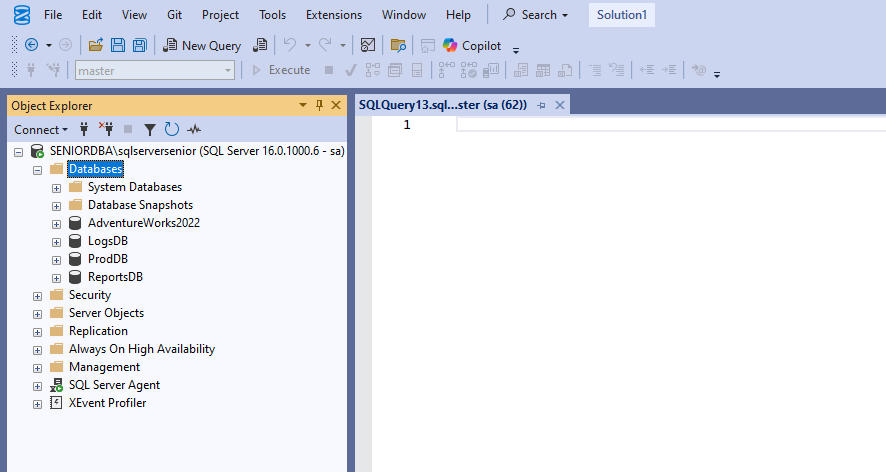 File Edit View Git Project Tools Extensions Window Help Search Solution1
New Query Copilot
master Execute
Object Explorer
SQLQuery13.sql...ster (sa (62))
Connect
1
SENIORDBA\sqlserversenior (SQL Server 16.0.1000.6 - sa)
Databases
System Databases
Database Snapshots
AdventureWorks2022
LogsDB
ProdDB
ReportsDB
Security
Server Objects
Replication
Always On High Availability
Management
SQL Server Agent
XEvent Profiler